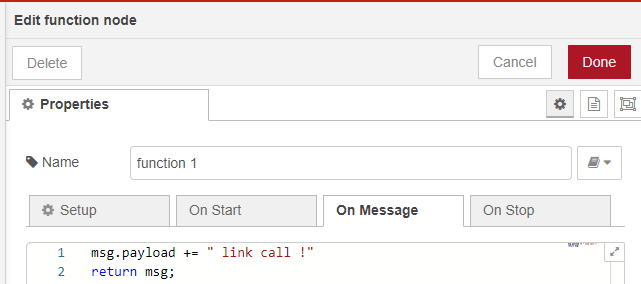 Edit function node
Delete
Cancel
Done
Properties
Name
function 1
Setup
On Start
On Message
On Stop
1 msg.payload += " link call !"
2 return msg;